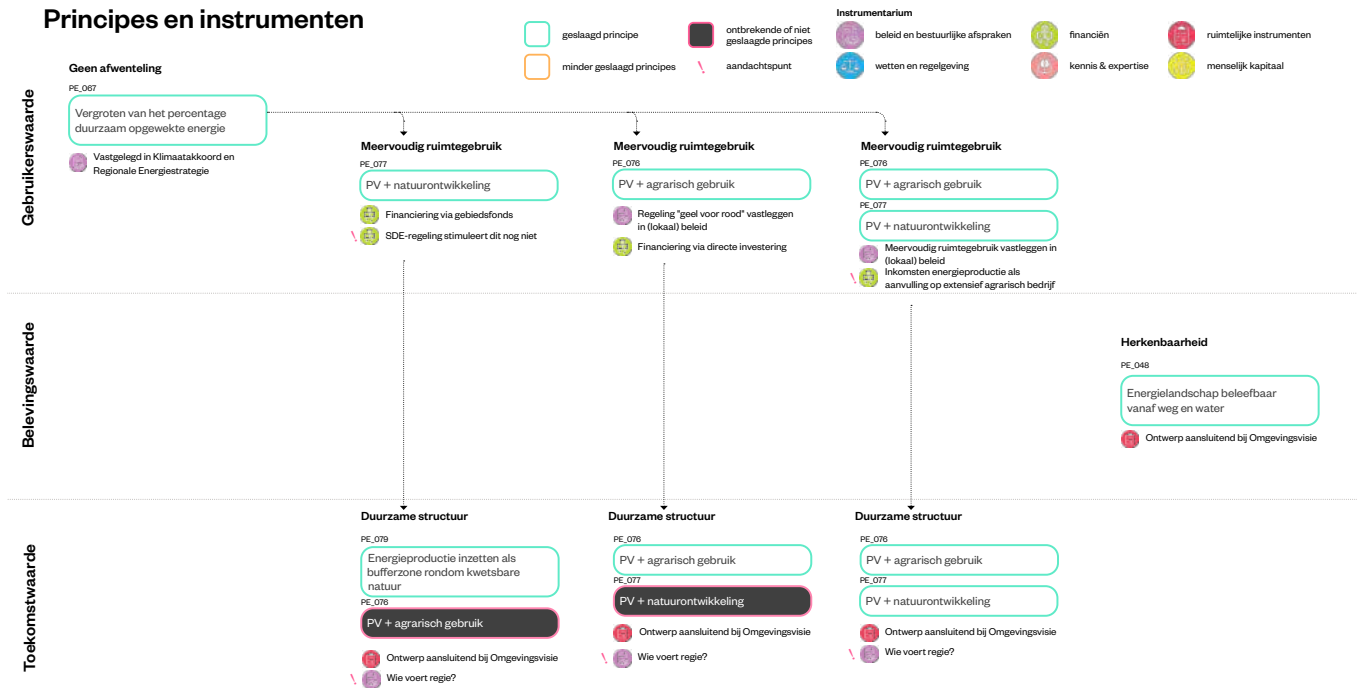 Principes en instrumenten
geslaagd principe
minder geslaagd principes
ontbrekende of niet
geslaagde principes
aandachtspunt
Instrumentarium
beleid en bestuurlijke afspraken
wetten en regelgeving
financiën
kennis & expertise
ruimtelijke instrumenten
menselijk kapitaal
Gebruikerswaarde
Geen afwenteling
PE_067
Vergroten van het percentage
duurzaam opgewekte energie
Vastgelegd in Klimaatakkoord en
Regionale Energiestrategie
Meervoudig ruimtegebruik
PE_077
PV + natuurontwikkeling
Financiering via gebiedsfonds
SDE-regeling stimuleert dit nog niet
Meervoudig ruimtegebruik
PE_076
PV + agrarisch gebruik
Regeling "geel voor rood" vastleggen
in (lokaal) beleid
Financiering via directe investering
Meervoudig ruimtegebruik
PE_076
PV + agrarisch gebruik
PE_077
PV + natuurontwikkeling
Meervoudig ruimtegebruik vastleggen in
(lokaal) beleid
Inkomsten energieproductie als
aanvulling op extensief agrarisch bedrijf
Belevingswaarde
Herkenbaarheid
PE_048
Energielandschap beleefbaar
vanaf weg en water
Ontwerp aansluitend bij Omgevingsvisie
Toekomstwaarde
Duurzame structuur
PE_079
Energieproductie inzetten als
bufferzone rondom kwetsbare
natuur
PE_076
PV + agrarisch gebruik
Ontwerp aansluitend bij Omgevingsvisie
Wie voert regie?
Duurzame structuur
PE_076
PV + agrarisch gebruik
PE_077
PV + natuurontwikkeling
Ontwerp aansluitend bij Omgevingsvisie
Wie voert regie?
Duurzame structuur
PE_076
PV + agrarisch gebruik
PE_077
PV + natuurontwikkeling
Ontwerp aansluitend bij Omgevingsvisie
Wie voert regie?